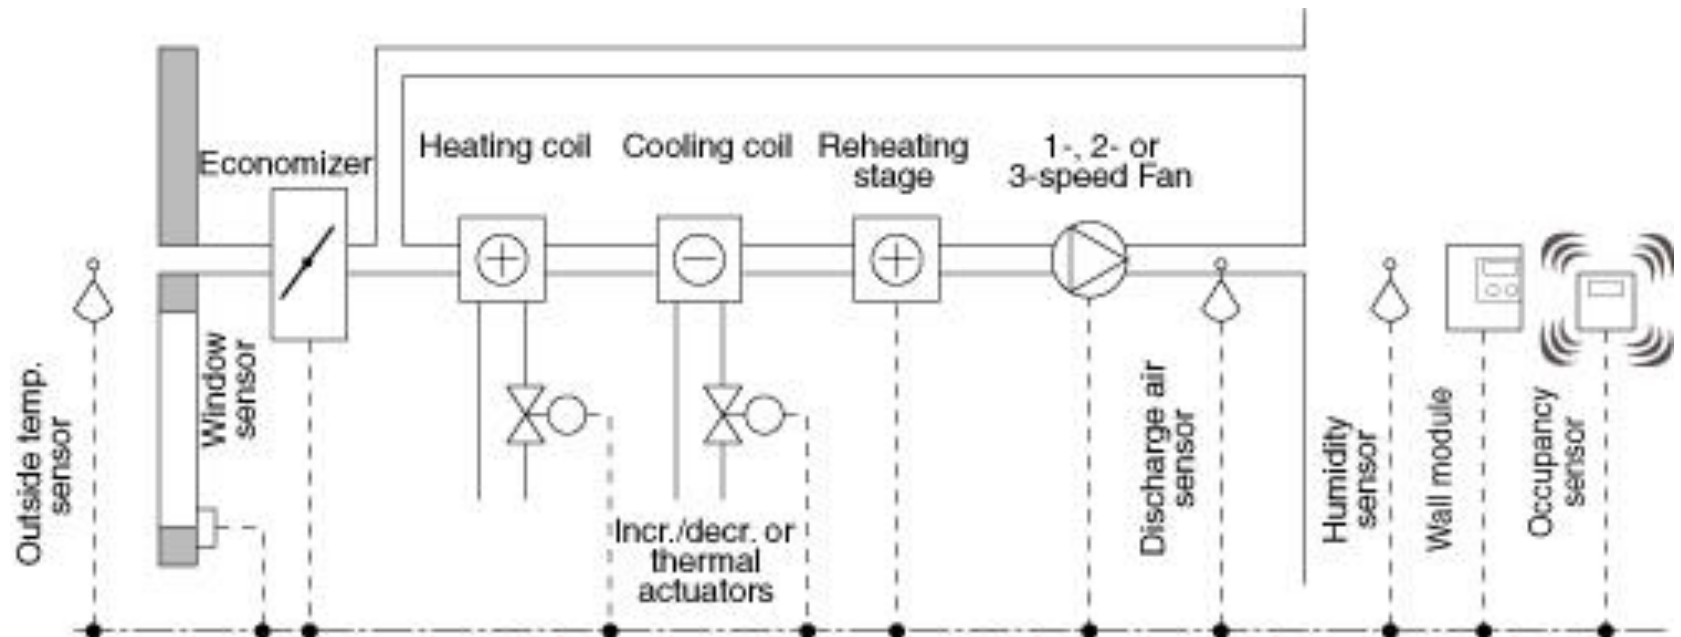 Economizer
Heating coil
Cooling coil
Reheating
stage
1-, 2- or
3-speed Fan
Outside temp.
sensor
Window
sensor
Incr./decr. or
thermal
actuators
Discharge air
sensor
Humidity
sensor
Wall module
Occupancy
sensor